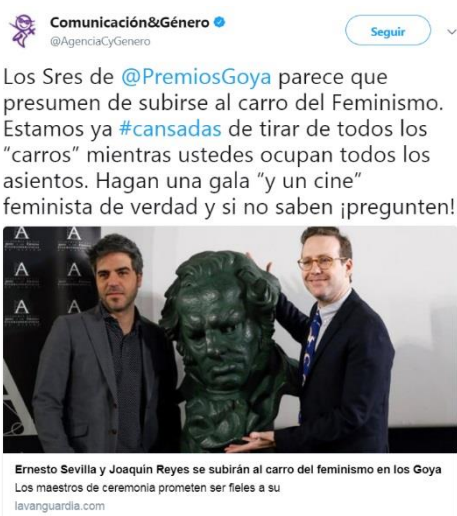 Comunicación&Género
@AgenciaCyGenero
Seguir
Los Sres de @PremiosGoya parece que
presumen de subirse al carro del Feminismo.
Estamos ya #cansadas de tirar de todos los
“carros” mientras ustedes ocupan todos los
asientos. Hagan una gala “y un cine”
feminista de verdad y si no saben ¡pregunten!
Ernesto Sevilla y Joaquín Reyes se subirán al carro del feminismo en los Goya
Los maestros de ceremonia prometen ser fieles a su
lavanguardia.com